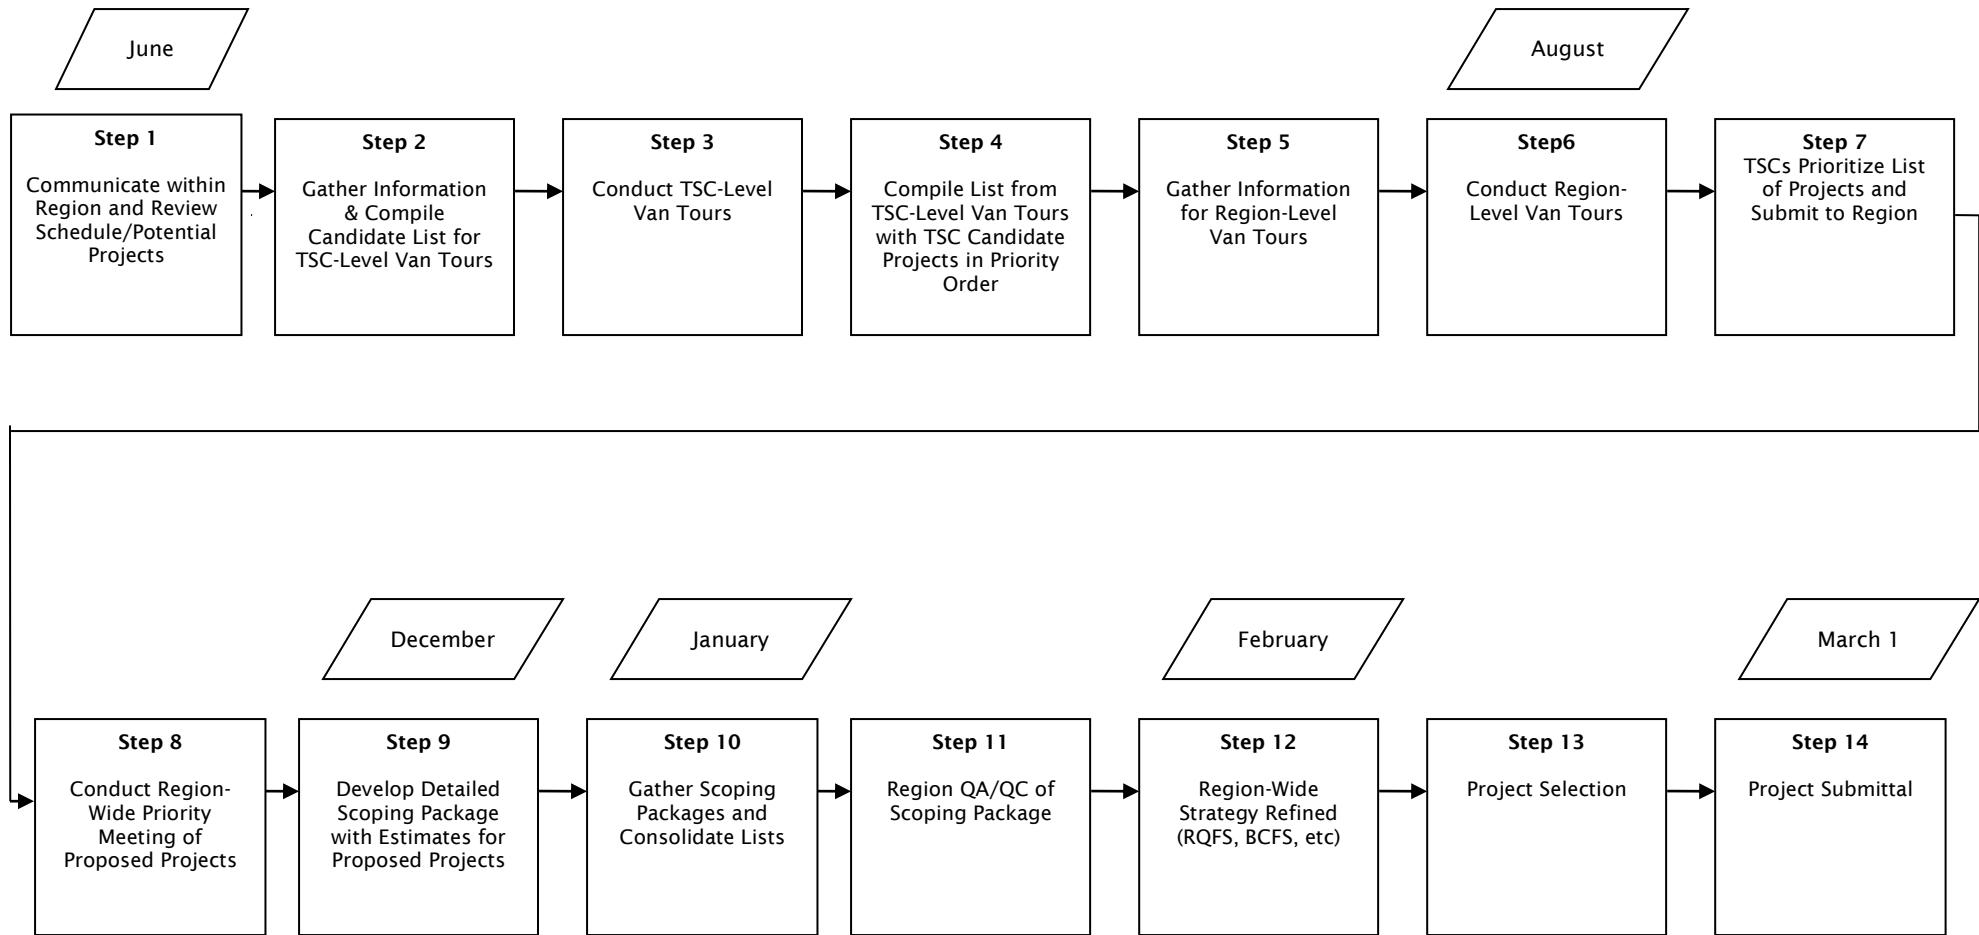 June
August
Step 1
Communicate within
Region and Review
Schedule/Potential
Projects
Step 2
Gather Information
& Compile
Candidate List for
TSC-Level Van Tours
Step 3
Conduct TSC-Level
Van Tours
Step 4
Compile List from
TSC-Level Van Tours
with TSC Candidate
Projects in Priority
Order
Step 5
Gather Information
for Region-Level
Van Tours
Step6
Conduct Region-
Level Van Tours
Step 7
TSCs Prioritize List
of Projects and
Submit to Region
December
January
February
March 1
Step 8
Conduct Region-
Wide Priority
Meeting of
Proposed Projects
Step 9
Develop Detailed
Scoping Package
with Estimates for
Proposed Projects
Step 10
Gather Scoping
Packages and
Consolidate Lists
Step 11
Region QA/QC of
Scoping Package
Step 12
Region-Wide
Strategy Refined
(RQFS, BCFS, etc)
Step 13
Project Selection
Step 14
Project Submittal